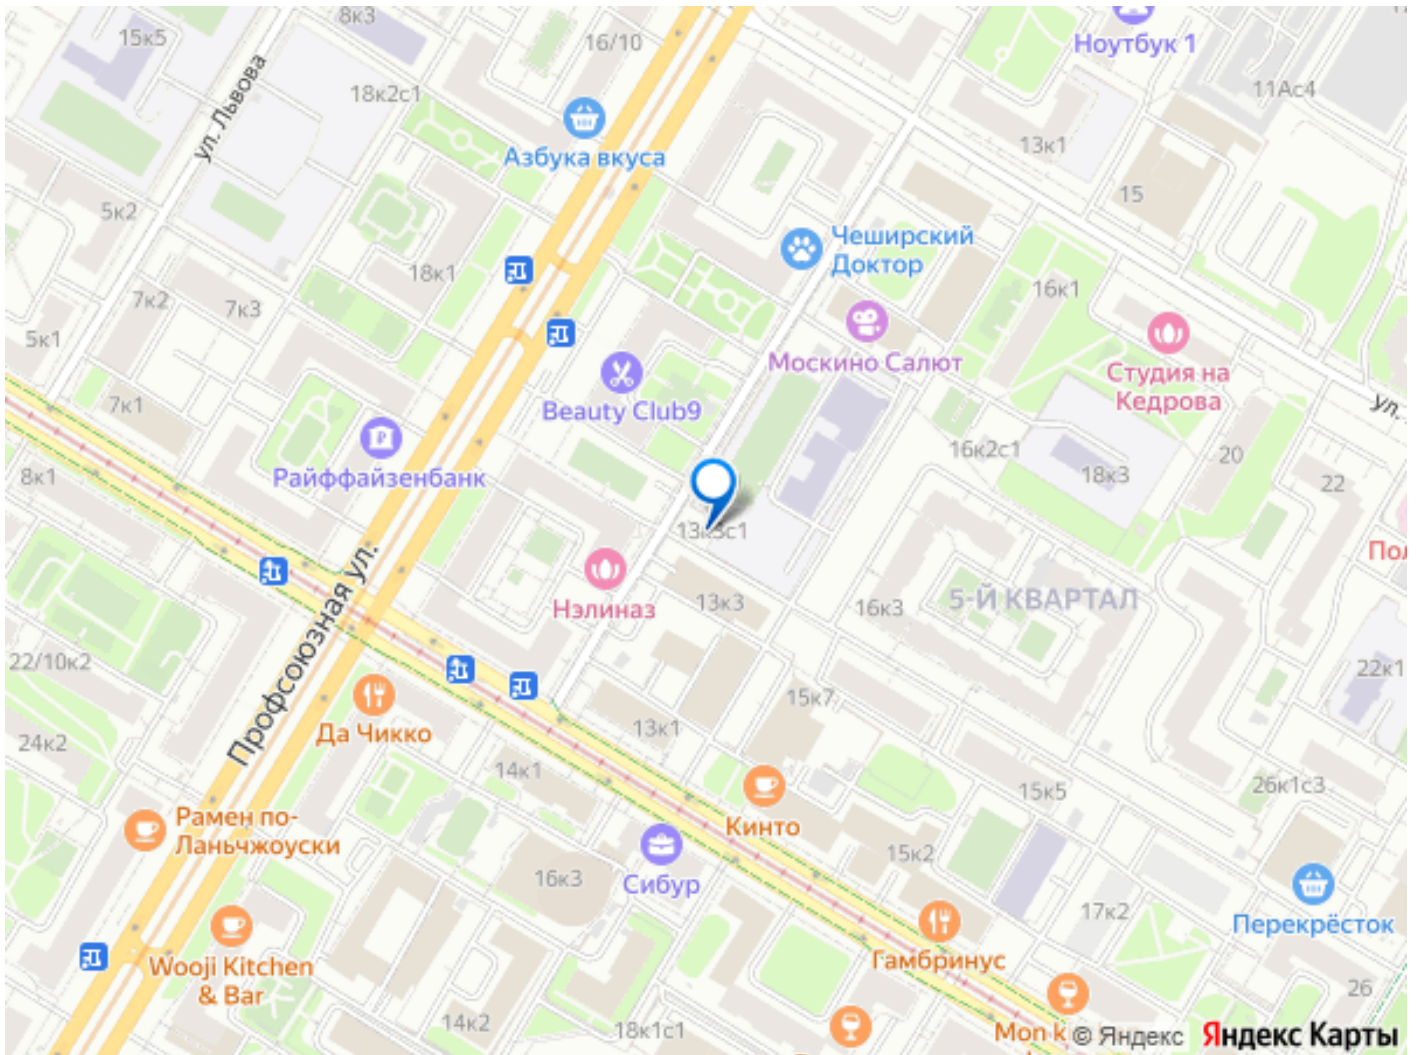 8к3
15к5
16/10
Ноутбук 1
11Ас4
18к2с1
ул. Львова
Азбука вкуса
13к1
15
5к2
Чеширский
Доктор
18к1
16к1
7к2
7к3
5к1
Москино Салют
Студия на
Кедрова
Beauty Club9
7к1
ул.
16к2с1
20
Райффайзенбанк
8к1
18к3
22
13к3с1
Пол
Профсоюзная ул.
Нэлиназ
13к3
16к3
5-Й КВАРТАЛ
22/10к2
22к1
15к7
Да Чикко
13к1
24к2
14к1
26к1с3
15к5
Рамен по-
Ланьчжоуски
Кинто
15к2
16к3
Сибур
17к2
Перекрёсток
Гамбринус
Wooji Kitchen
& Bar
26
14к2
18к1с1
Mon k
© Яндекс Яндекс Карты